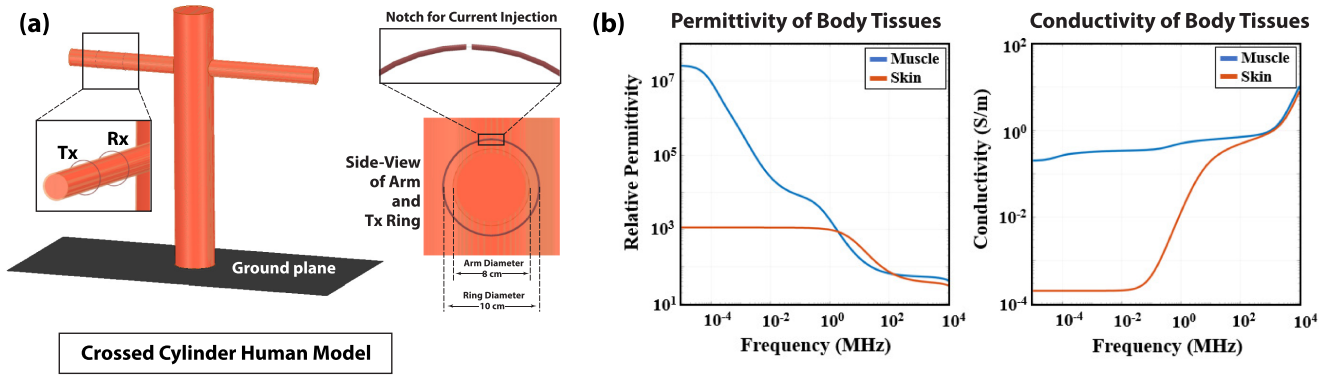 (a)
Notch for Current Injection
Tx
Rx
Side-View
of Arm
and
Tx Ring
Arm Diameter
8 cm
Ring Diameter
10 cm
Ground plane
Crossed Cylinder Human Model
(b)
Permittivity of Body Tissues
Muscle
Skin
Relative Permittivity
10^7
10^5
10^3
10^1
10^-4
10^-2
10^0
10^2
10^4
Frequency (MHz)
Conductivity of Body Tissues
Muscle
Skin
Conductivity (S/m)
10^2
10^0
10^-2
10^-4
10^-4
10^-2
10^0
10^2
10^4
Frequency (MHz)